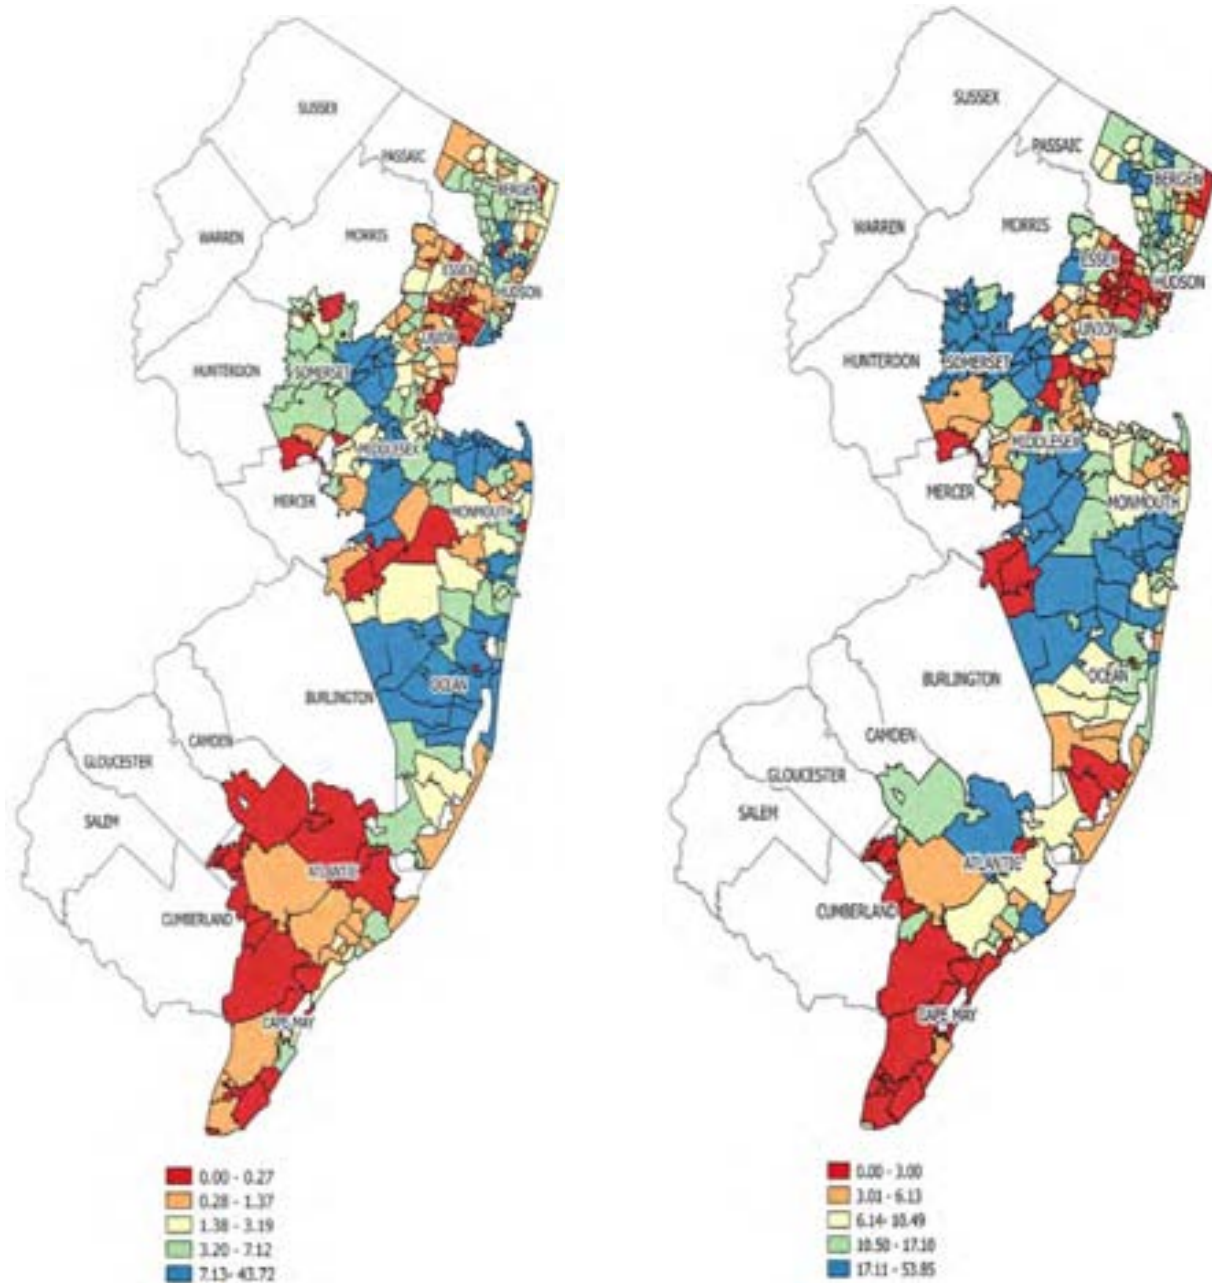 SUSSEX
PASSAIC
BERGEN
WARREN
MORRIS
ESSEX
HUDSON
UNION
HUNTERDON
SOMERSET
MIDDLESEX
MERCER
MONMOUTH
OCEAN
BURLINGTON
CAMDEN
GLOUCESTER
SALEM
ATLANTIC
CUMBERLAND
CAPE MAY
0.00 - 0.27
0.28 - 1.37
1.38 - 3.19
3.20 - 7.12
7.13- 43.72
SUSSEX
PASSAIC
BERGEN
WARREN
MORRIS
ESSEX
HUDSON
UNION
HUNTERDON
SOMERSET
MIDDLESEX
MERCER
MONMOUTH
OCEAN
BURLINGTON
CAMDEN
GLOUCESTER
SALEM
ATLANTIC
CUMBERLAND
CAPE MAY
0.00 - 3.00
3.01 - 6.13
6.14- 10.49
10.50 - 17.10
17.11 - 53.85